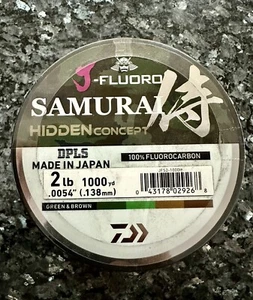 J-FLUORO
SAMURAI 侍
HIDDEN CONCEPT
DPLS
MADE IN JAPAN
100% FLUOROCARBON
2 lb 1000 yd
.0054" (.138mm)
0 43178 02926 8
GREEN & BROWN